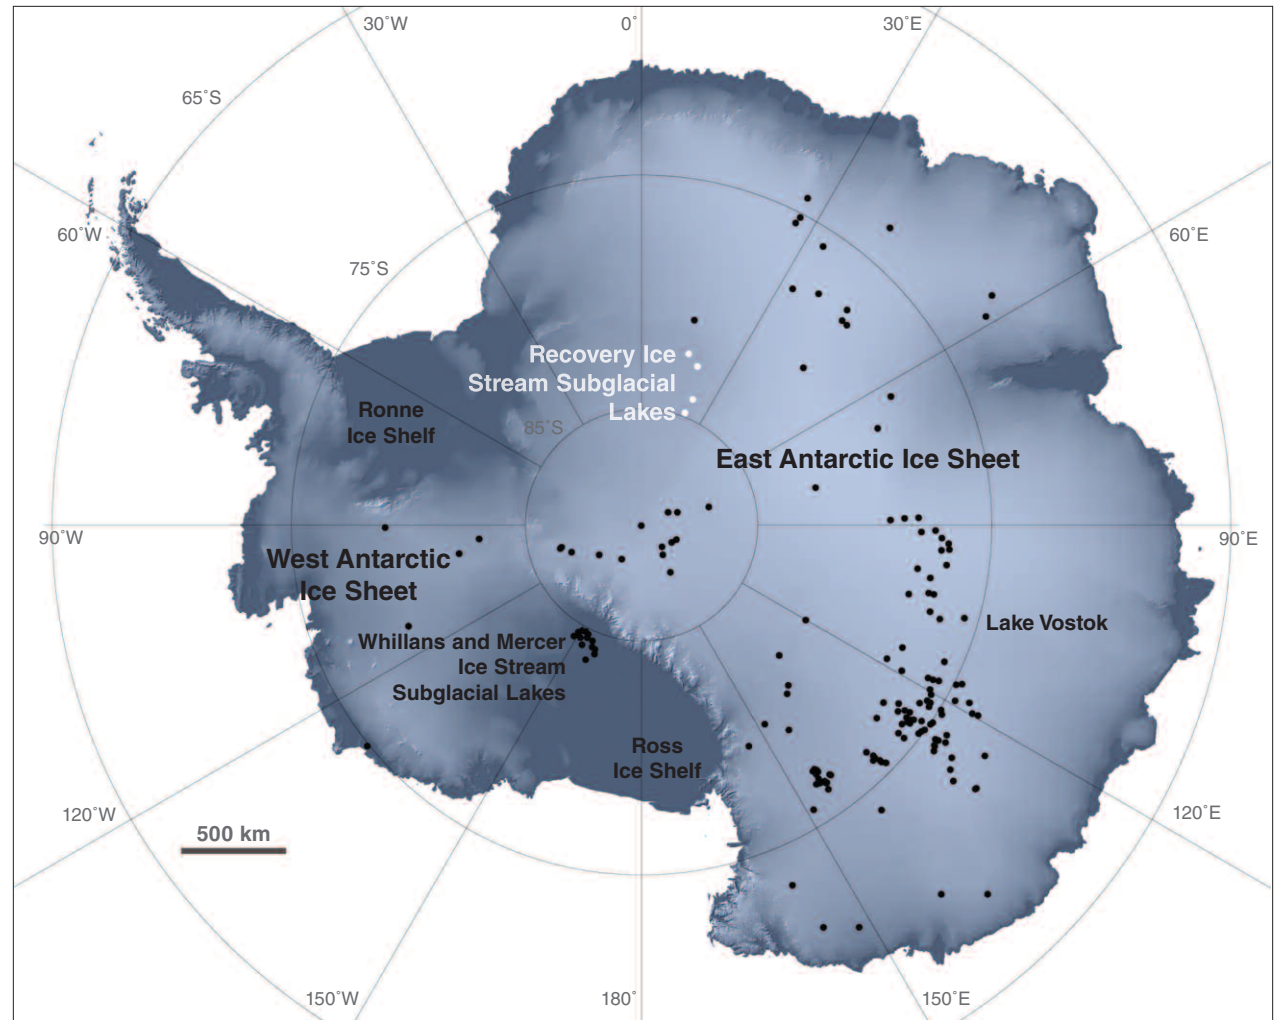 30˚W
0˚
30˚E
65˚S
60˚W
60˚E
75˚S
Recovery Ice
Stream Subglacial
Lakes
Ronne
Ice Shelf
85˚S
East Antarctic Ice Sheet
90˚W
90˚E
West Antarctic
Ice Sheet
Lake Vostok
Whillans and Mercer
Ice Stream
Subglacial Lakes
Ross
Ice Shelf
120˚W
120˚E
500 km
150˚W
180˚
150˚E